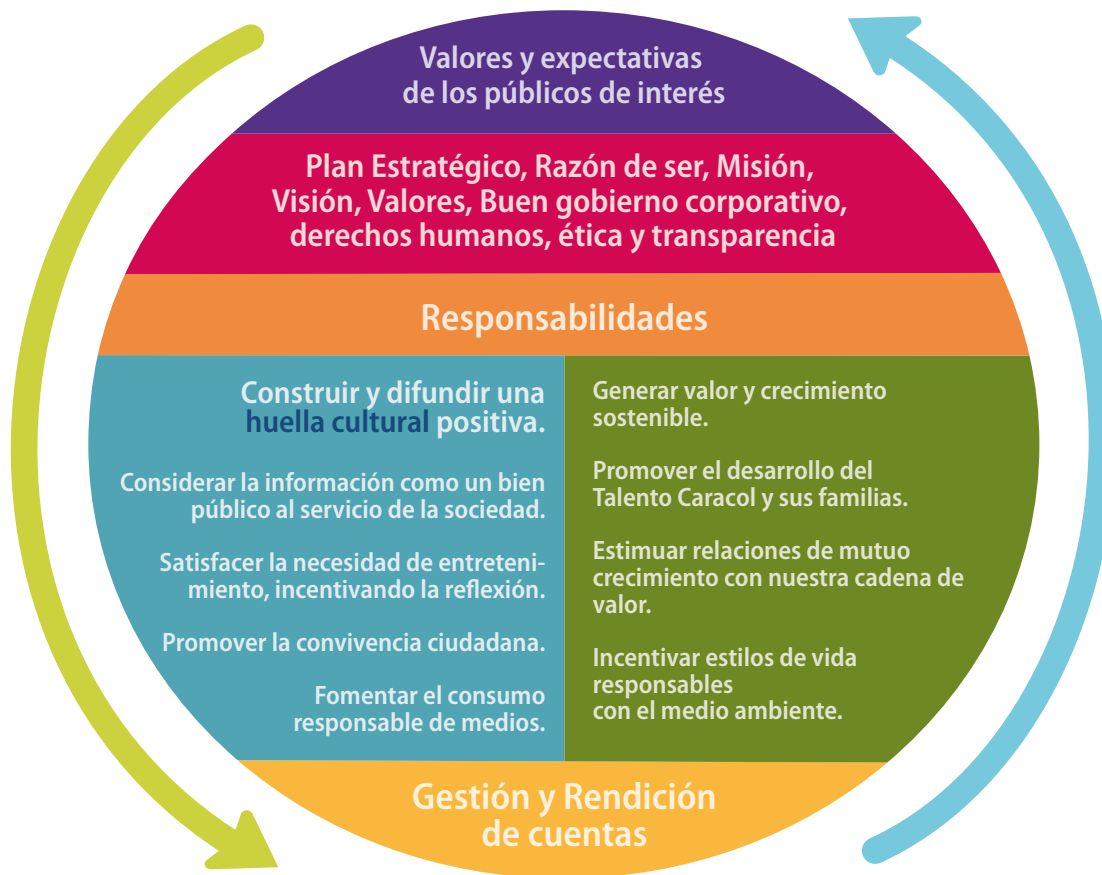 Valores y expectativas
de los públicos de interés
Plan Estratégico, Razón de ser, Misión,
Visión, Valores, Buen gobierno corporativo,
derechos humanos, ética y transparencia
Responsabilidades
Construir y difundir una
huella cultural positiva.
Considerar la información como un bien
público al servicio de la sociedad.
Satisfacer la necesidad de entreteni-
miento, incentivando la reflexión.
Promover la convivencia ciudadana.
Fomentar el consumo
responsable de medios.
Generar valor y crecimiento
sostenible.
Promover el desarrollo del
Talento Caracol y sus familias.
Estimuar relaciones de mutuo
crecimiento con nuestra cadena de
valor.
Incentivar estilos de vida
responsables
con el medio ambiente.
Gestión y Rendición
de cuentas